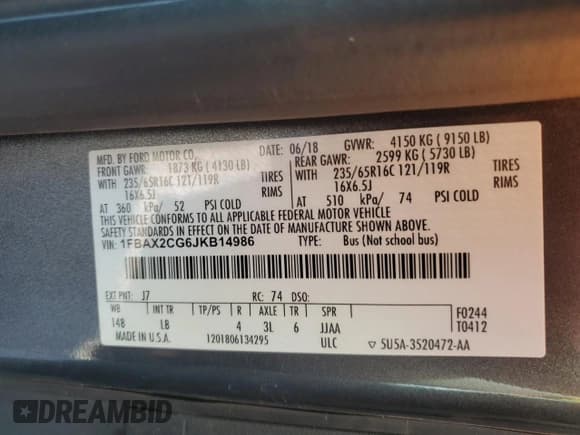 MFD. BY FORD MOTOR CO. 06/18 GVWR: 4150 KG ( 9150 LB)
FRONT GAWR: 1873 KG ( 4130 LB) REAR GAWR: 2599 KG ( 5730 LB)
WITH 235/65R16C 121/119R TIRES WITH 235/65R16C 121/119R TIRES
16X6.5J RIMS 16X6.5J RIMS
AT 360 kPa/ 52 PSI COLD AT 510 kPa/ 74 PSI COLD
THIS VEHICLE CONFORMS TO ALL APPLICABLE FEDERAL MOTOR VEHICLE
SAFETY STANDARDS IN EFFECT ON THE DATE OF MANUFACTURE SHOWN ABOVE.
VIN: 1FBAX2CG6JKB14986 TYPE: Bus (Not school bus)
EXT PNT: J7 RC: 74 DSO:
WB INT TR TP/PS R AXLE TR SPR F0244
148 LB 4 3L 6 JJAA T0412
MADE IN U.S.A. 1201806134295 ULC ▽ 5U5A-3520472-AA
DREAMBID